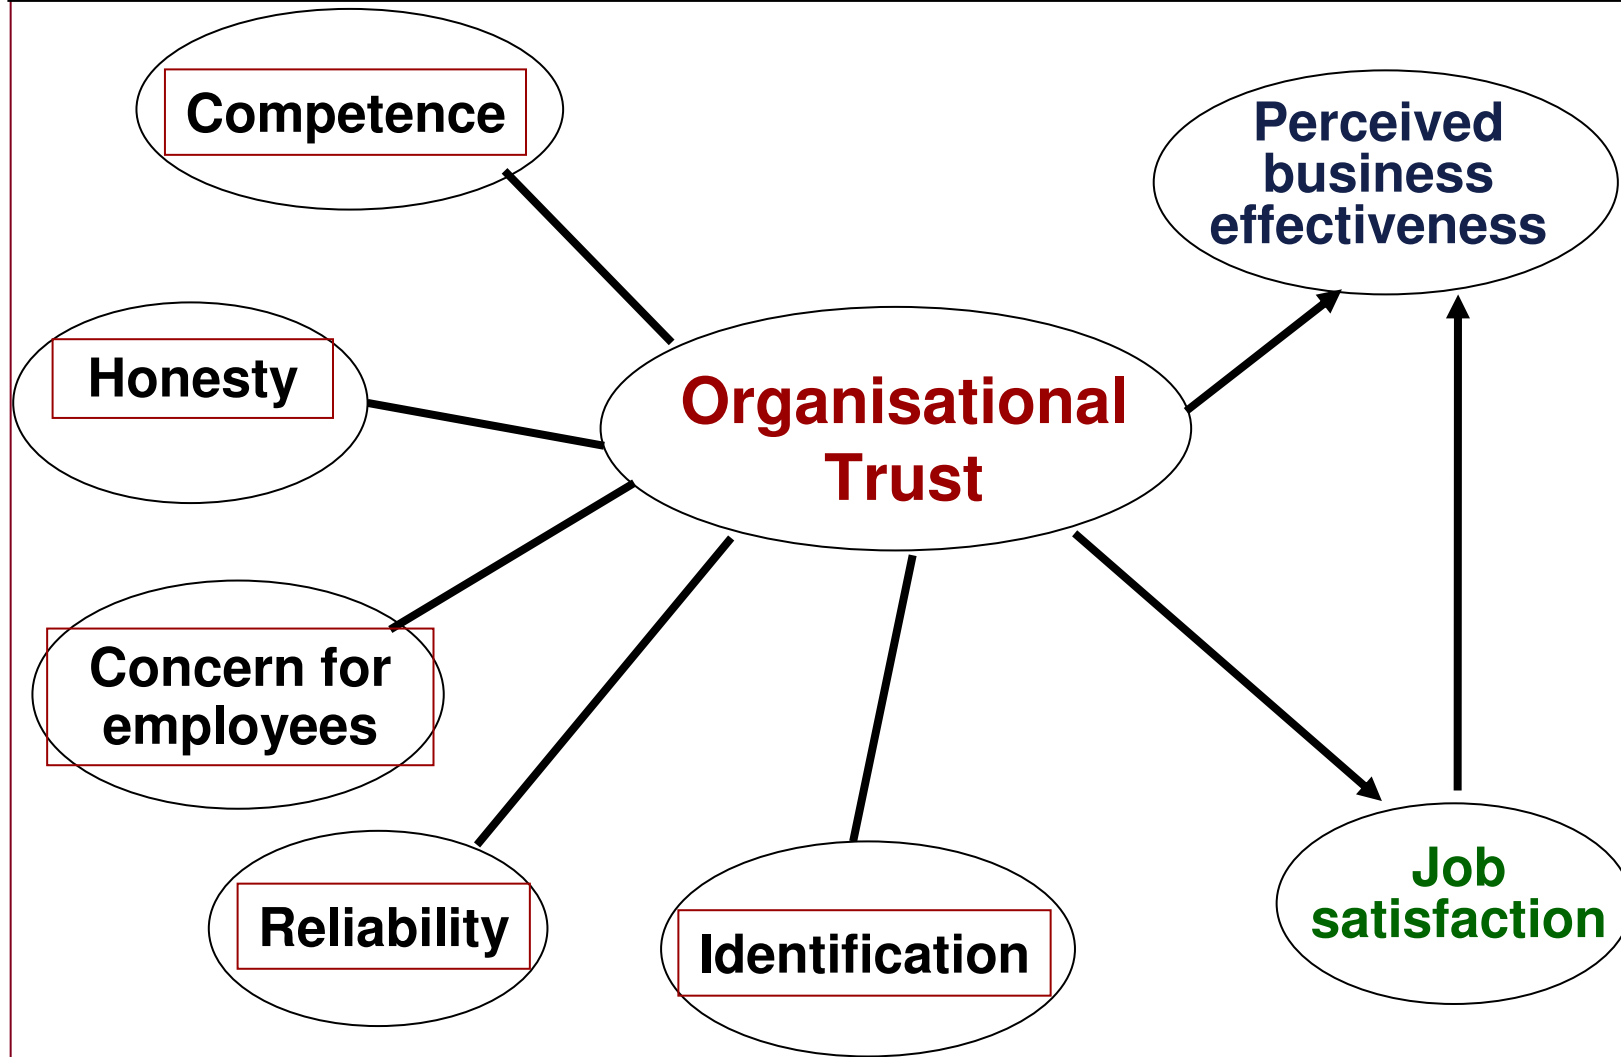 Competence
Perceived
business
effectiveness
Honesty
Organisational
Trust
Concern for
employees
Reliability
Identification
Job
satisfaction